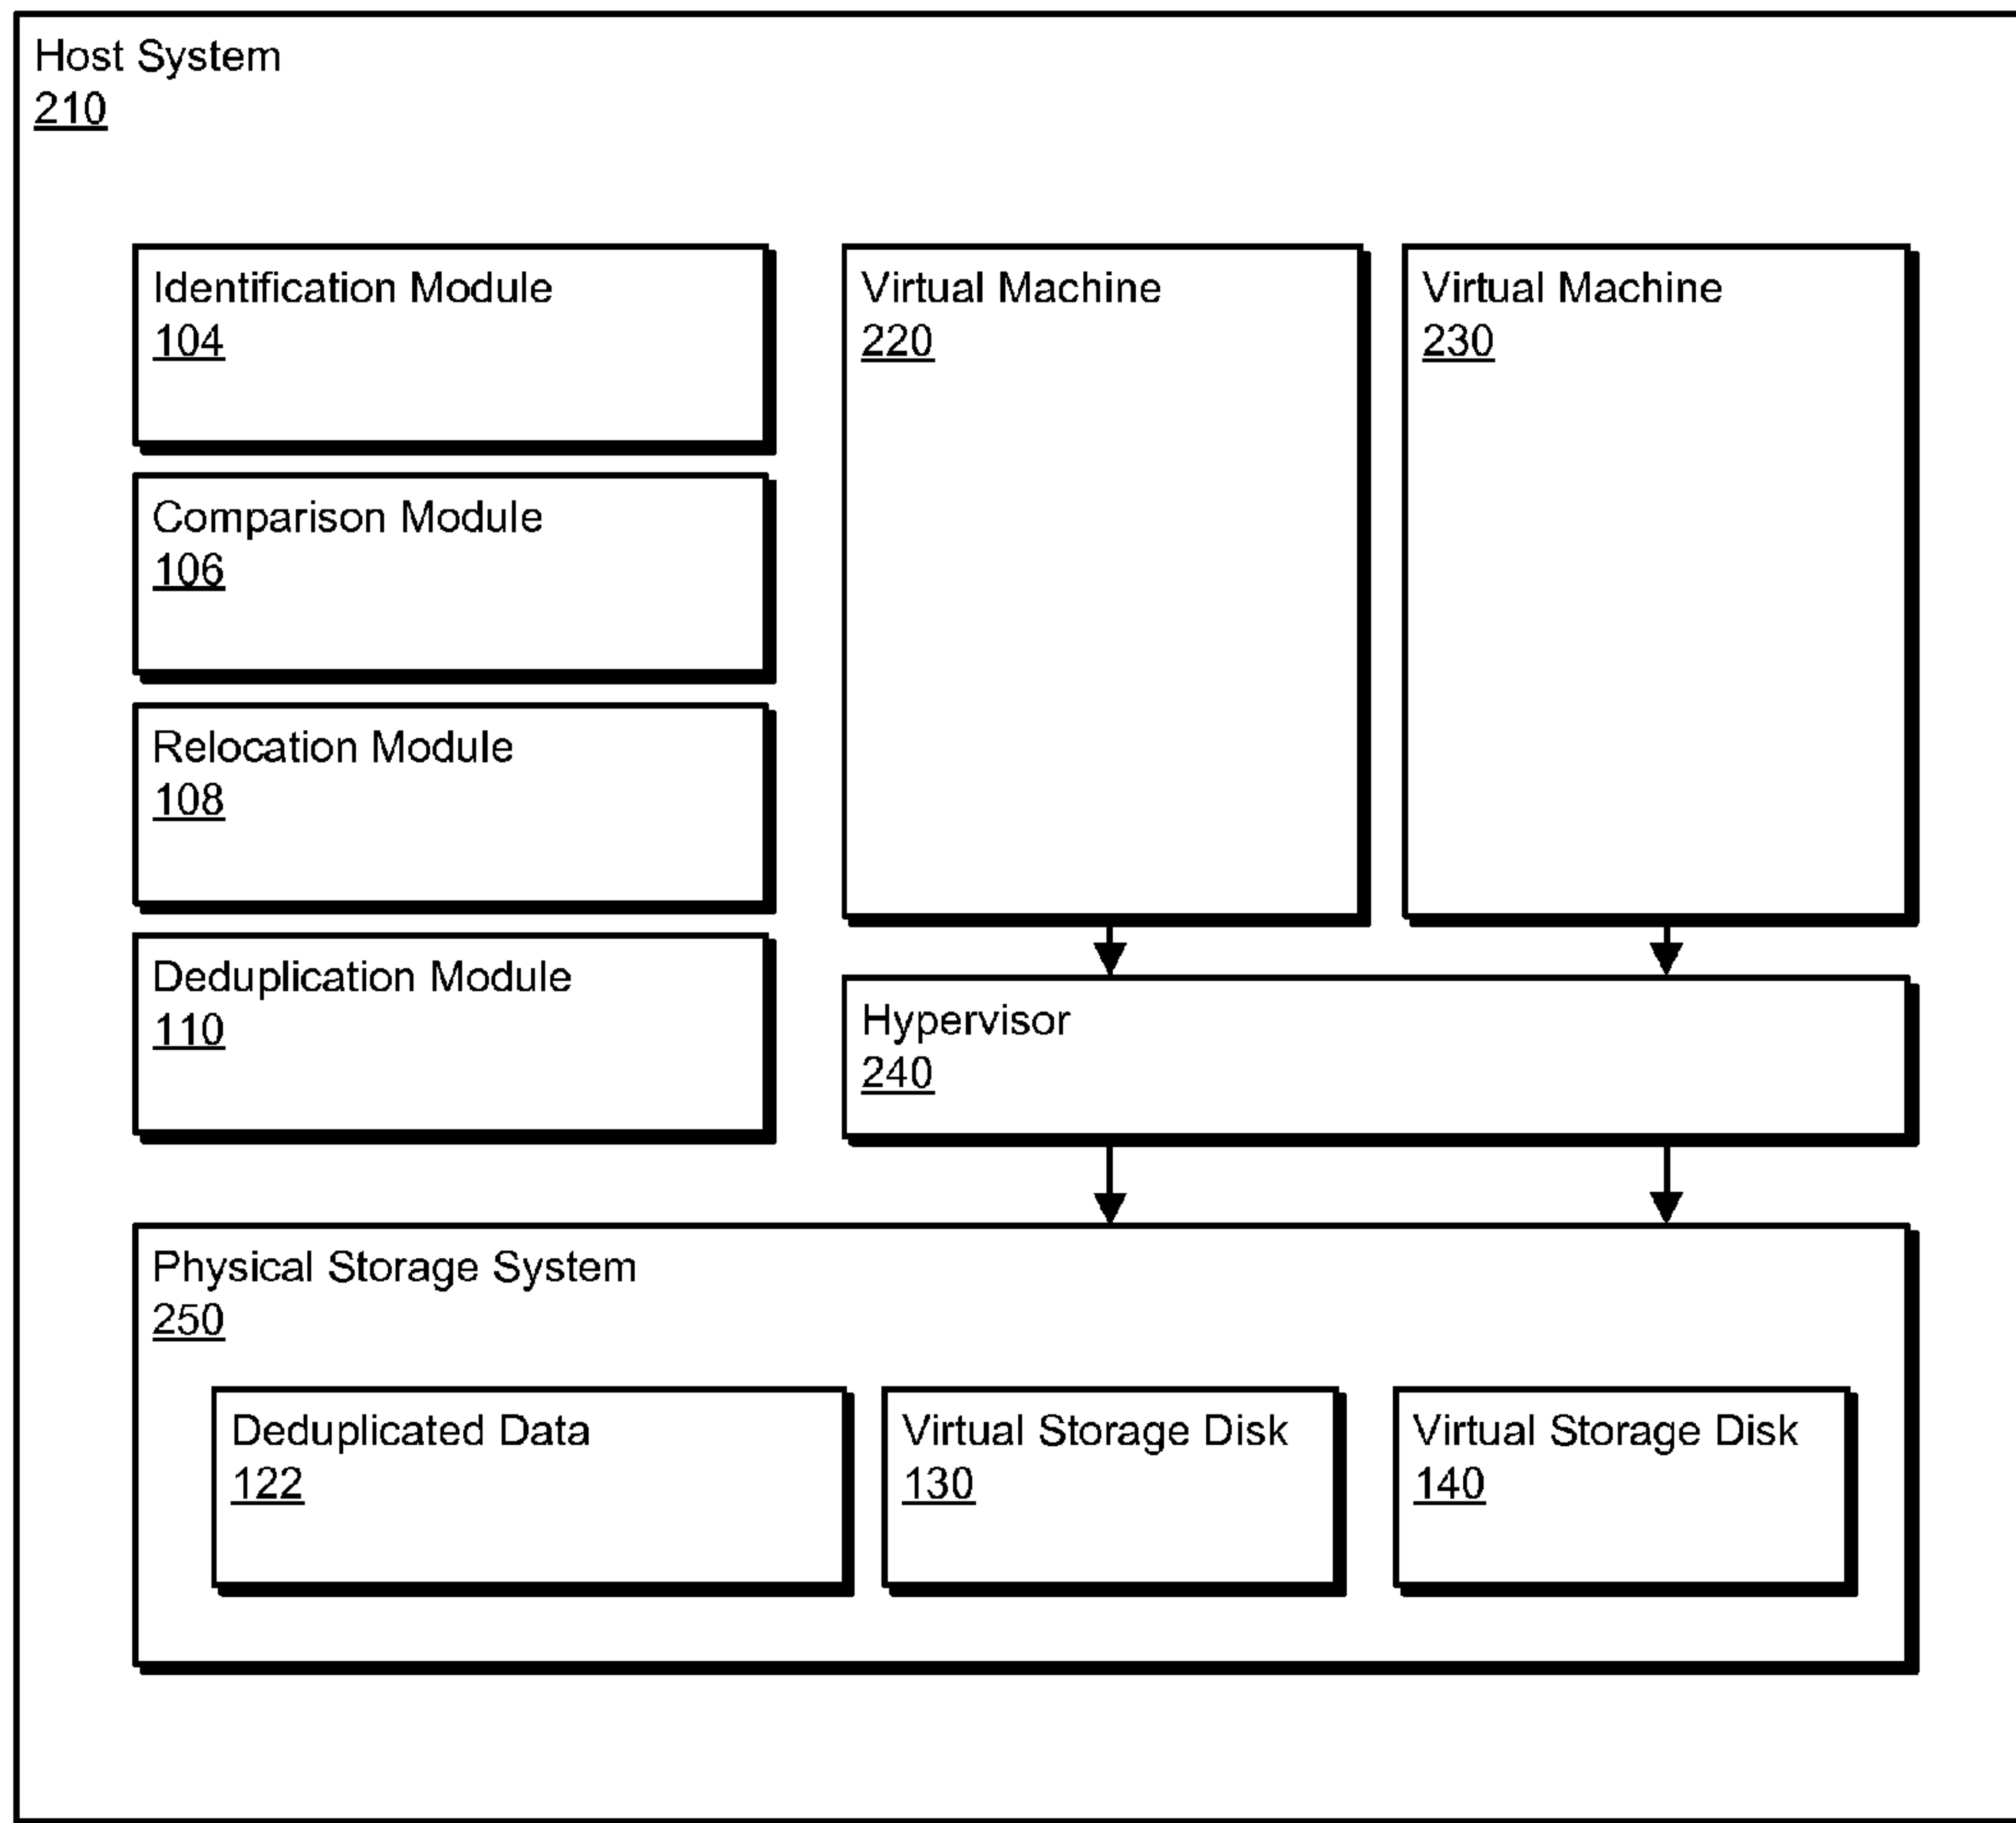 Host System
210
Identification Module
104
Comparison Module
106
Relocation Module
108
Deduplication Module
110
Virtual Machine
220
Virtual Machine
230
Hypervisor
240
Physical Storage System
250
Deduplicated Data
122
Virtual Storage Disk
130
Virtual Storage Disk
140